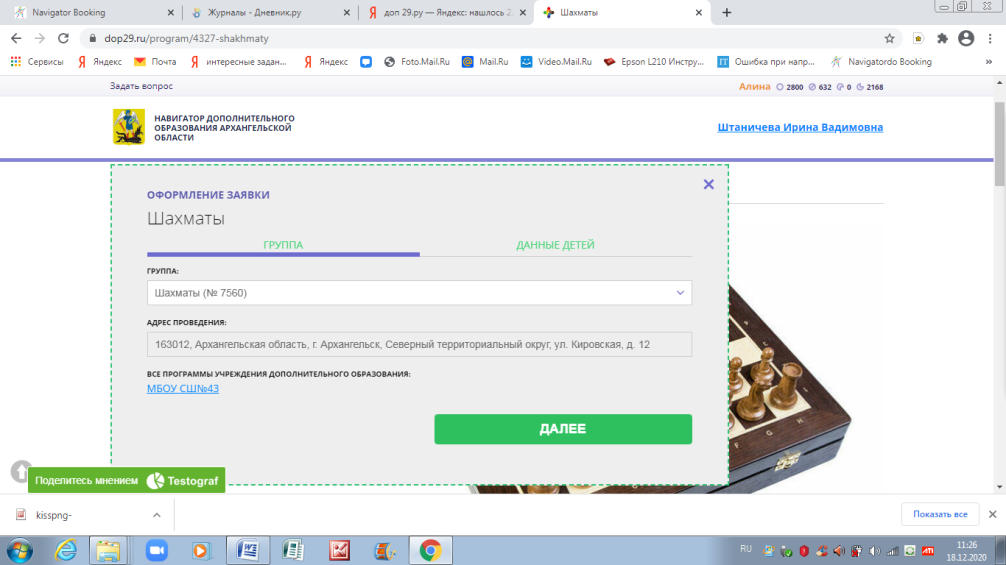 Navigator Booking
Журналы - Дневник.ру
доп 29.ру — Яндекс: нашлось 2
Шахматы
dop29.ru/program/4327-shakhmaty
Сервисы
Яндекс
Почта
интересные задан...
Яндекс
Foto.Mail.Ru
Mail.Ru
Video.Mail.Ru
Epson L210 Инстру...
Ошибка при напр...
Navigatordo Booking
Задать вопрос
Алина 2800 632 0 2168
НАВИГАТОР ДОПОЛНИТЕЛЬНОГО
ОБРАЗОВАНИЯ АРХАНГЕЛЬСКОЙ
ОБЛАСТИ
Штаничева Ирина Вадимовна
ОФОРМЛЕНИЕ ЗАЯВКИ
Шахматы
ГРУППА
ДАННЫЕ ДЕТЕЙ
ГРУППА:
Шахматы (№ 7560)
АДРЕС ПРОВЕДЕНИЯ:
163012, Архангельская область, г. Архангельск, Северный территориальный округ, ул. Кировская, д. 12
ВСЕ ПРОГРАММЫ УЧРЕЖДЕНИЯ ДОПОЛНИТЕЛЬНОГО ОБРАЗОВАНИЯ:
МБОУ СШ№43
ДАЛЕЕ
Поделитесь мнением Testograf
kisspng-
Показать все
RU
11:26
18.12.2020